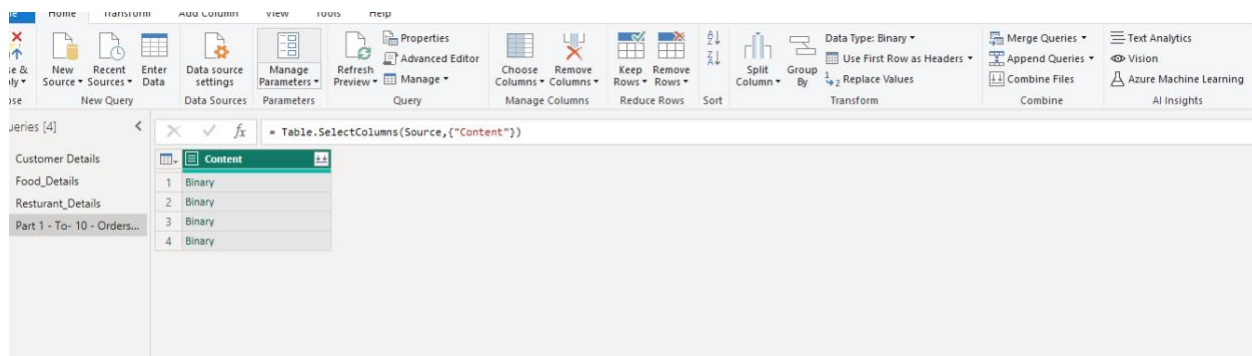 Home Transform Add Column View Tools Help
New Source
Recent Sources
Enter Data
Data source settings
Manage Parameters
Refresh Preview
Properties
Advanced Editor
Manage
Choose Columns
Remove Columns
Keep Rows
Remove Rows
Split Column
Group By
Data Type: Binary
Use First Row as Headers
Replace Values
Merge Queries
Append Queries
Combine Files
Text Analytics
Vision
Azure Machine Learning
New Query Data Sources Parameters Query Manage Columns Reduce Rows Sort Transform Combine AI Insights
[4]
fx = Table.SelectColumns(Source,{"Content"})
Customer Details
Food_Details
Resturant_Details
Part 1 - To- 10 - Orders...
Content
1 Binary
2 Binary
3 Binary
4 Binary